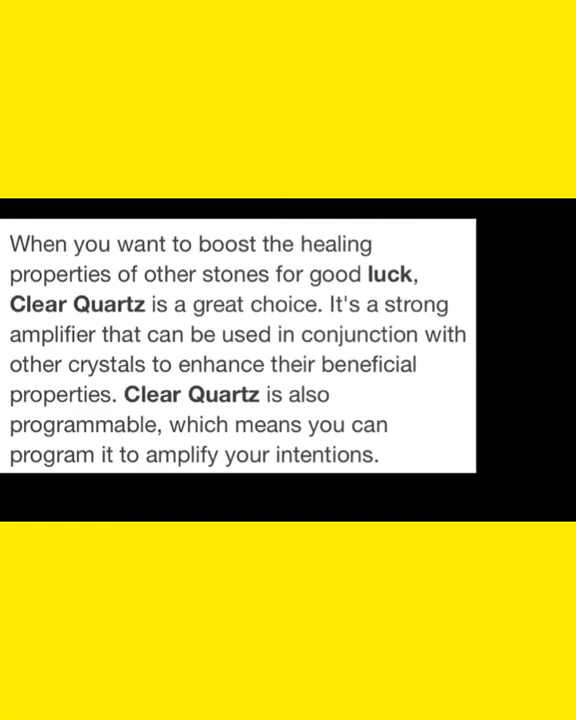 When you want to boost the healing
properties of other stones for good luck,
Clear Quartz is a great choice. It's a strong
amplifier that can be used in conjunction with
other crystals to enhance their beneficial
properties. Clear Quartz is also
programmable, which means you can
program it to amplify your intentions.